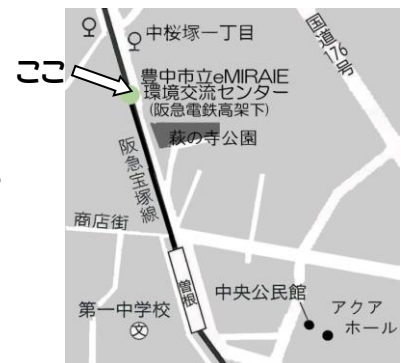 中桜塚一丁目
国道176号
ここ
豊中市立eMIRAIE
環境交流センター
(阪急電鉄高架下)
萩の寺公園
阪急宝塚線
商店街
曽根
中央公民館
第一中学校
文
アクア
ホール